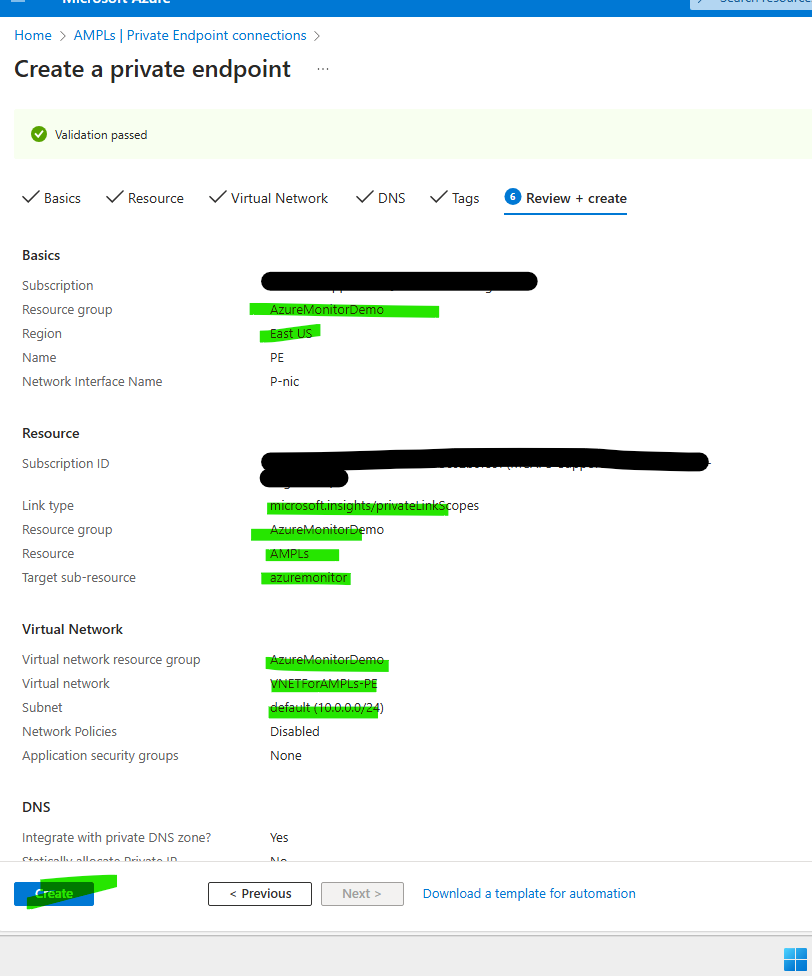 Microsoft Azure
Search resource
Home > AMPLs | Private Endpoint connections >
Create a private endpoint ...
Validation passed
Basics Resource Virtual Network DNS Tags 6 Review + create
Basics
Subscription
Resource group AzureMonitorDemo
Region East US
Name PE
Network Interface Name P-nic
Resource
Subscription ID
Link type microsoft.insights/privateLinkScopes
Resource group AzureMonitorDemo
Resource AMPLs
Target sub-resource azuremonitor
Virtual Network
Virtual network resource group AzureMonitorDemo
Virtual network VNETForAMPLs-PE
Subnet default (10.0.0.0/24)
Network Policies Disabled
Application security groups None
DNS
Integrate with private DNS zone? Yes
Statically allocate Private IP No
Create < Previous Next > Download a template for automation